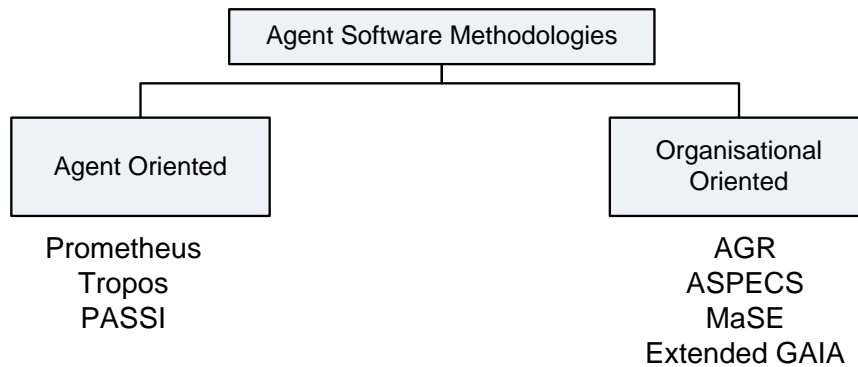 Agent Software Methodologies
Agent Oriented
Organisational
Oriented
Prometheus
Tropos
PASSI
AGR
ASPECS
MaSE
Extended GAIA